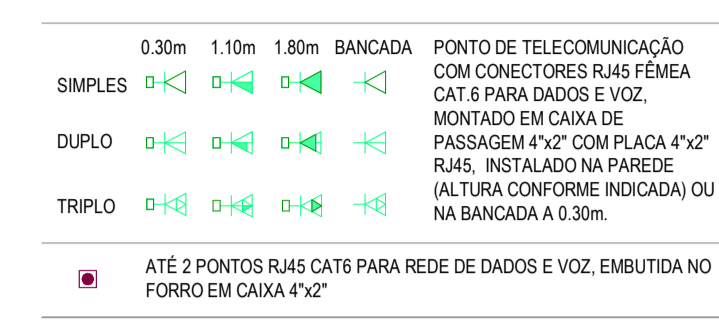 0.30m 1.10m 1.80m BANCADA
SIMPLES
DUPLO
TRIPLO
PONTO DE TELECOMUNICAÇÃO
COM CONECTORES RJ45 FÊMEA
CAT.6 PARA DADOS E VOZ,
MONTADO EM CAIXA DE
PASSAGEM 4"x2" COM PLACA 4"x2"
RJ45, INSTALADO NA PAREDE
(ALTURA CONFORME INDICADA) OU
NA BANCADA A 0.30m.
ATÉ 2 PONTOS RJ45 CAT6 PARA REDE DE DADOS E VOZ, EMBUTIDA NO
FORRO EM CAIXA 4"x2"